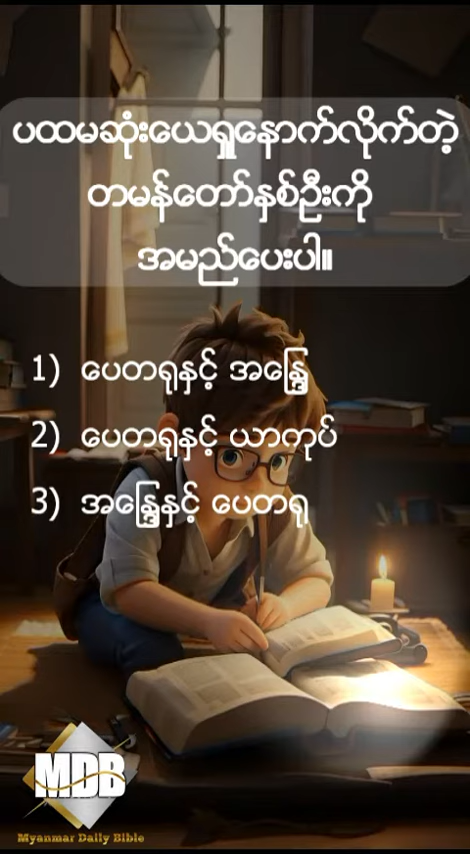 ပထမဆုံးယေရှုနောက်လိုက်တဲ့
တမန်တော်နှစ်ဦးကို
အမည်ပေးပါ။
1) ပေတရုနှင့် အန္ဒြေ
2) ပေတရုနှင့် ယာကုပ်
3) အန္ဒြေနှင့် ပေတရု
MDB
Myanmar Daily Bible